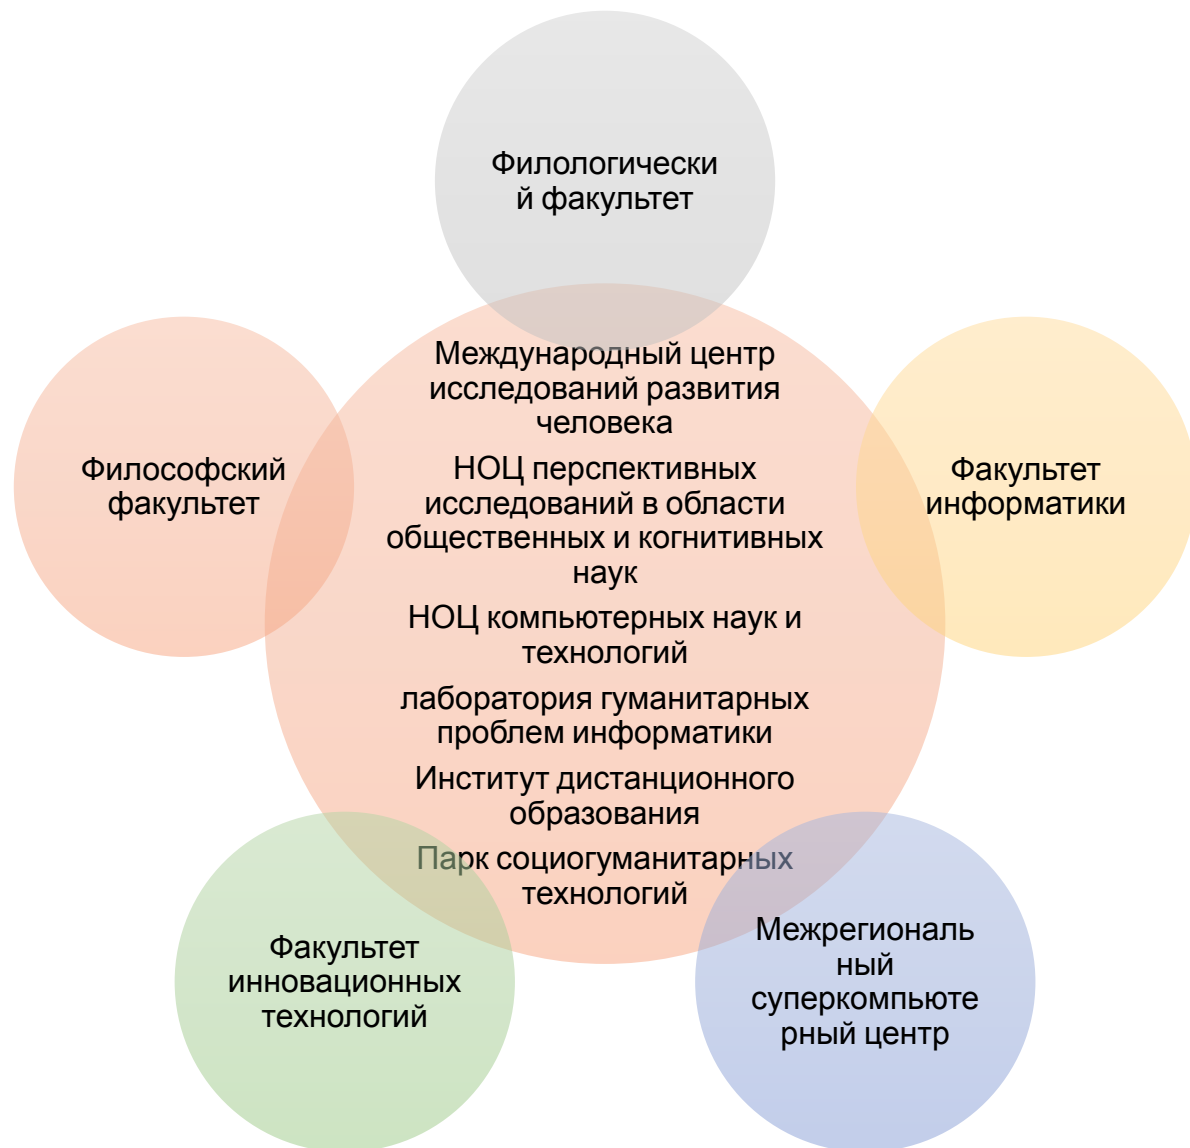 Филологически
й факультет
Международный центр
исследований развития
человека
НОЦ перспективных
исследований в области
общественных и когнитивных
наук
НОЦ компьютерных наук и
технологий
лаборатория гуманитарных
проблем информатики
Институт дистанционного
образования
Парк социогуманитарных
технологий
Философский
факультет
Факультет
информатики
Факультет
инновационных
технологий
Межрегиональ
ный
суперкомпьюте
рный центр